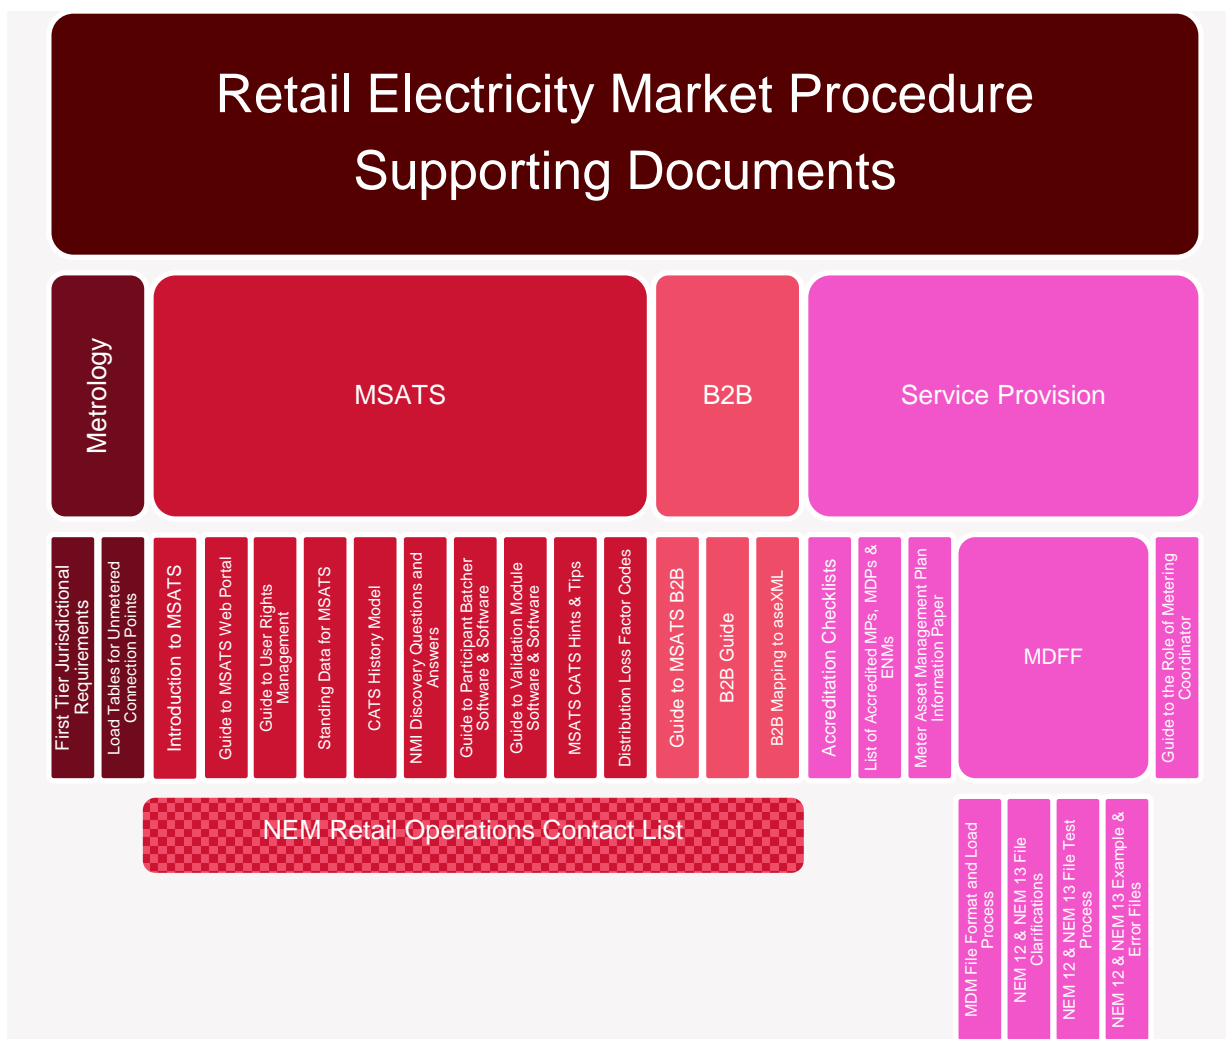 Retail Electricity Market Procedure
Supporting Documents
Metrology
MSATS
B2B
Service Provision
First Tier Jurisdictional
Requirements
Load Tables for Unmetered
Connection Points
Introduction to MSATS
Guide to MSATS Web Portal
Guide to User Rights
Management
Standing Data for MSATS
CATS History Model
NMI Discovery Questions and
Answers
Guide to Participant Batcher
Software & Software
Guide to Validation Module
Software & Software
MSATS CATS Hints & Tips
Distribution Loss Factor Codes
Guide to MSATS B2B
B2B Guide
B2B Mapping to aseXML
Accreditation Checklists
List of Accredited MPs, MDPs &
ENMs
Meter Asset Management Plan
Information Paper
MDFF
Guide to the Role of Metering
Coordinator
NEM Retail Operations Contact List
MDM File Format and Load
Process
NEM 12 & NEM 13 File
Clarifications
NEM 12 & NEM 13 File Test
Process
NEM 12 & NEM 13 Example &
Error Files